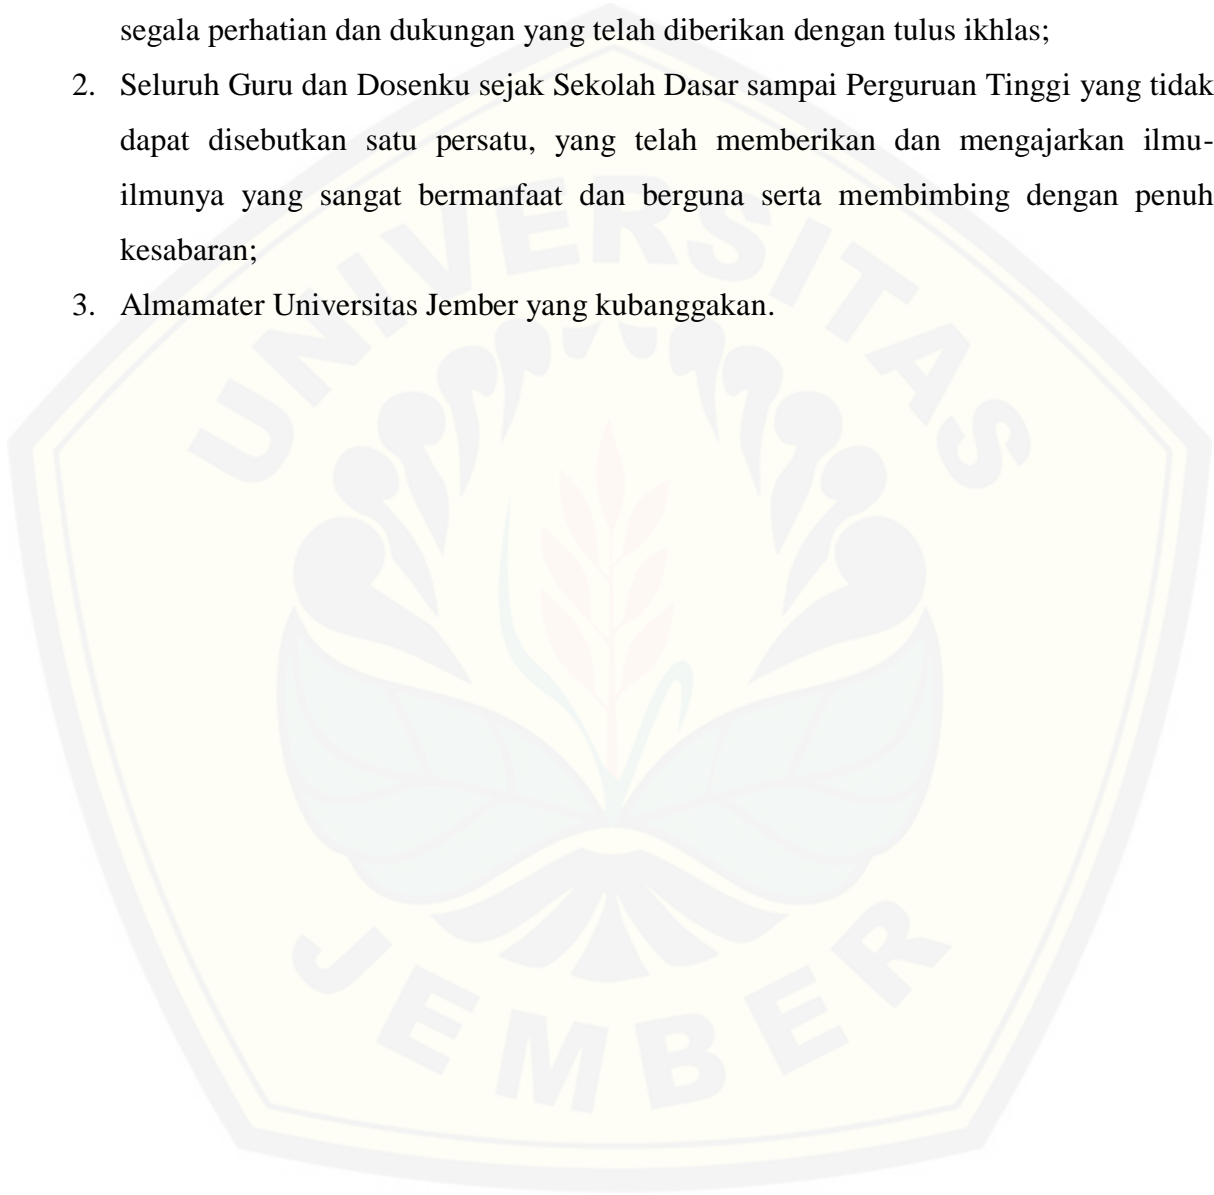 segala perhatian dan dukungan yang telah diberikan dengan tulus ikhlas;
2. Seluruh Guru dan Dosenku sejak Sekolah Dasar sampai Perguruan Tinggi yang tidak
dapat disebutkan satu persatu, yang telah memberikan dan mengajarkan ilmu-
ilmunya yang sangat bermanfaat dan berguna serta membimbing dengan penuh
kesabaran;
3. Almamater Universitas Jember yang kubanggakan.
UNIVERSITAS
JEMBER